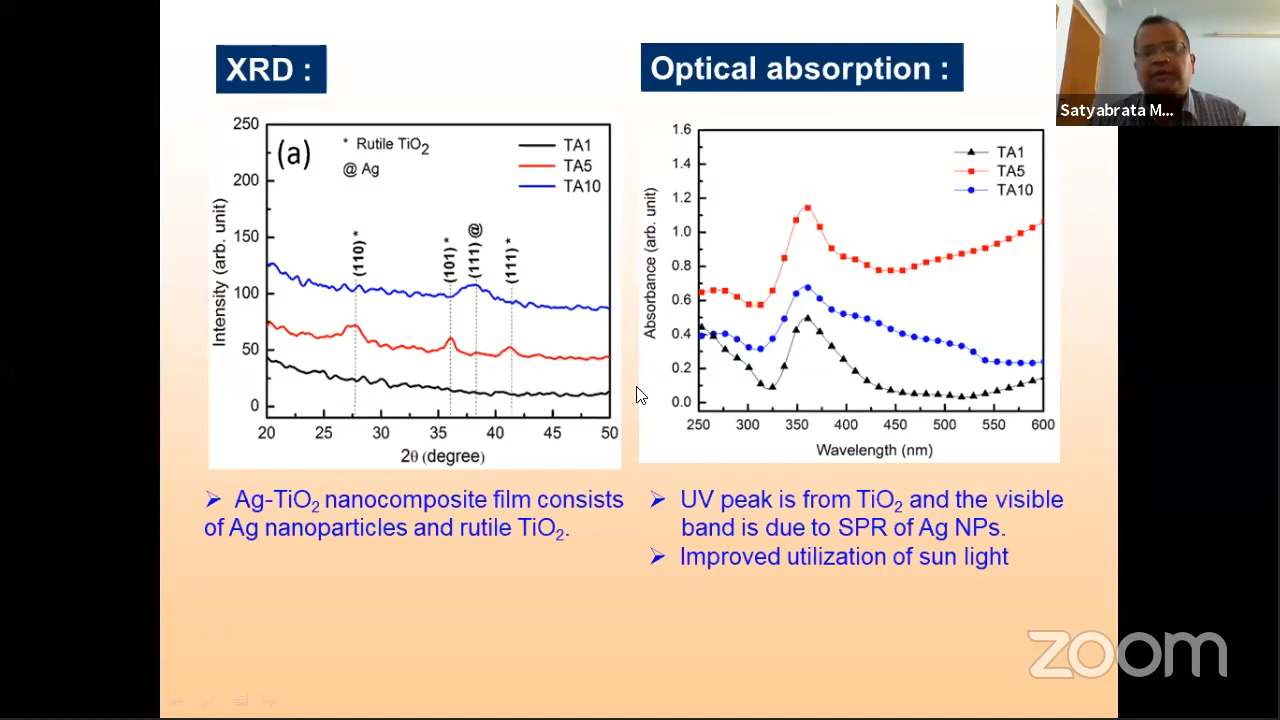 XRD :
Optical absorption :
Satyabrata M...
(a)
* Rutile TiO2
@ Ag
TA1
TA5
TA10
250
200
150
100
50
0
Intensity (arb. unit)
(110) *
(101) *
(111) @
(111) *
20 25 30 35 40 45 50
2θ (degree)
TA1
TA5
TA10
1.6
1.4
1.2
1.0
0.8
0.6
0.4
0.2
0.0
Absorbance (arb. unit)
250 300 350 400 450 500 550 600
Wavelength (nm)
➢ Ag-TiO2 nanocomposite film consists
of Ag nanoparticles and rutile TiO2.
➢ UV peak is from TiO2 and the visible
band is due to SPR of Ag NPs.
➢ Improved utilization of sun light
zoom